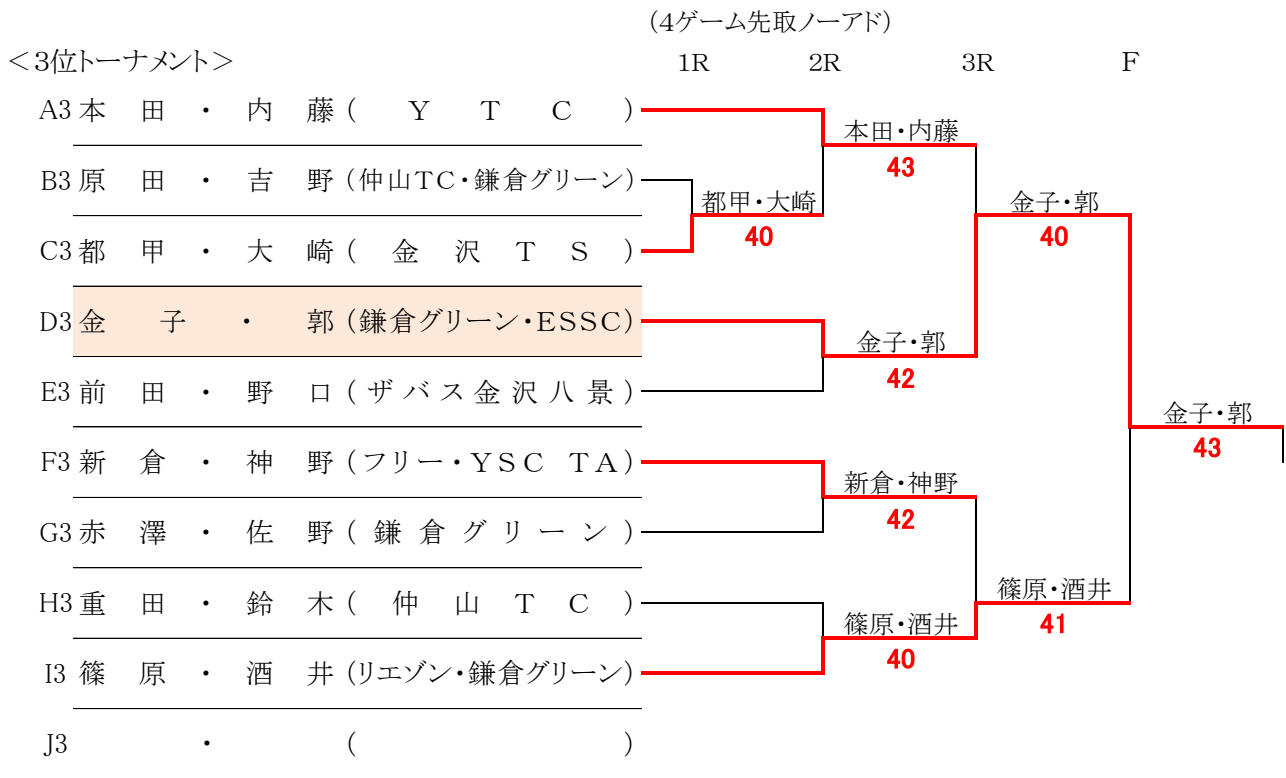 (4ゲーム先取ノーアド)
＜3位トーナメント＞ 1R 2R 3R F
A3 本田・内藤(YTC)
本田・内藤
43
B3 原田・吉野(仲山TC・鎌倉グリーン)
都甲・大崎 金子・郭
40 40
C3 都甲・大崎(金沢TS)
D3 金子・郭(鎌倉グリーン・ESSC)
金子・郭
42
E3 前田・野口(ザバス金沢八景)
金子・郭
43
F3 新倉・神野(フリー・YSC TA)
新倉・神野
42
G3 赤澤・佐野(鎌倉グリーン)
H3 重田・鈴木(仲山TC)
篠原・酒井
41
篠原・酒井
40
I3 篠原・酒井(リエゾン・鎌倉グリーン)
J3 ・ ( )